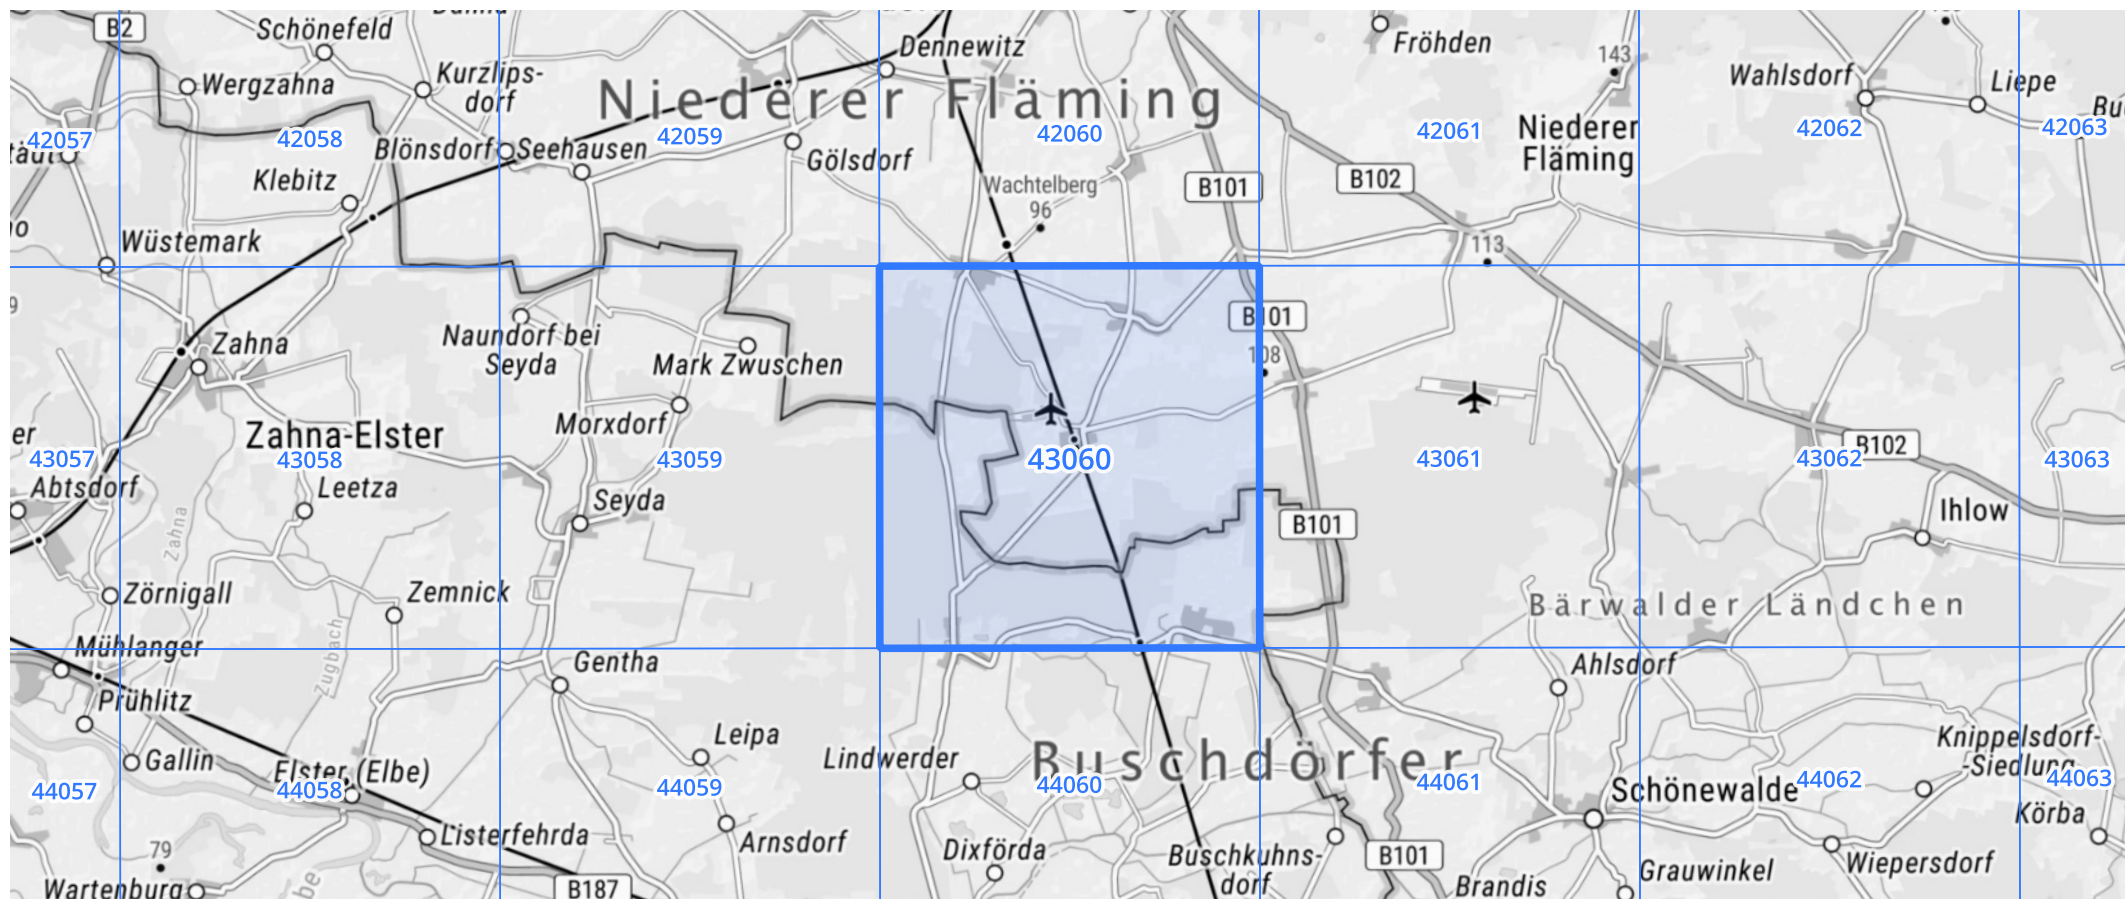 B2
Schönefeld
Dennewitz
Fröhden
143
Wahlsdorf
Liepe
Wergzahna
Kurzlips-
dorf
Niederer Fläming
42057
42058
42059
42060
42061
42062
42063
Niederer
Fläming
Blönsdorf
Seehausen
Gölsdorf
Klebitz
Wachtelberg
96
B101
B102
Wüstemark
113
Naundorf bei
Seyda
Mark Zwuschen
B101
108
Zahna
Morxdorf
Zahna-Elster
er
43057
43058
43059
43060
43061
43062
43063
B102
Abtsdorf
Leetza
Seyda
Zahna
B101
Ihlow
Zörnigall
Zemnick
Bärwalder Ländchen
Mühlanger
Zugbach
Gentha
Ahlsdorf
Prühlitz
Leipa
Lindwerder
Buschdörfer
Knippelsdorf-
-Siedlung
Gallin
Elster (Elbe)
44057
44058
44059
44060
44061
44062
44063
Schönewalde
Körba
Listerfehrda
Arnsdorf
Dixförda
Buschkuhns-
dorf
B101
Wiepersdorf
79
Wartenburg
B187
Brandis
Grauwinkel